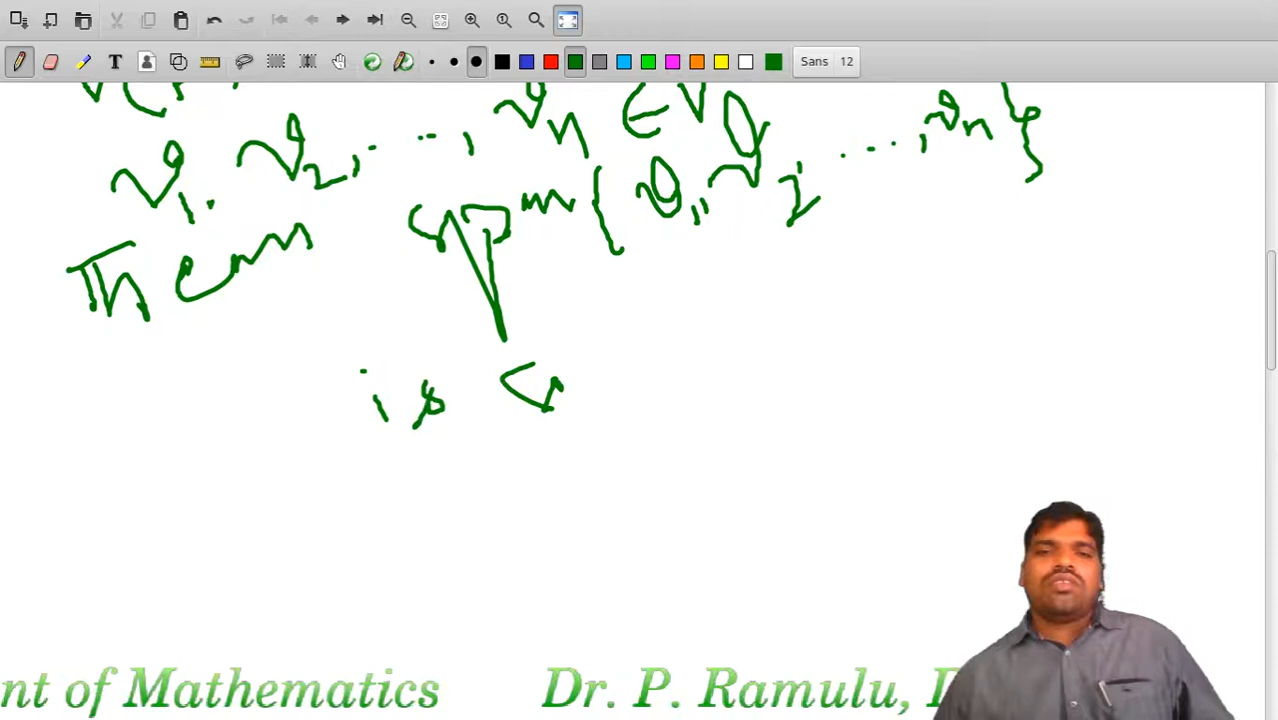 Sans 12
v₁, v₂, ..., vₙ ∈ V
Then span { v₁, v₂, ..., vₙ }
is
nt of Mathematics Dr. P. Ramulu, D